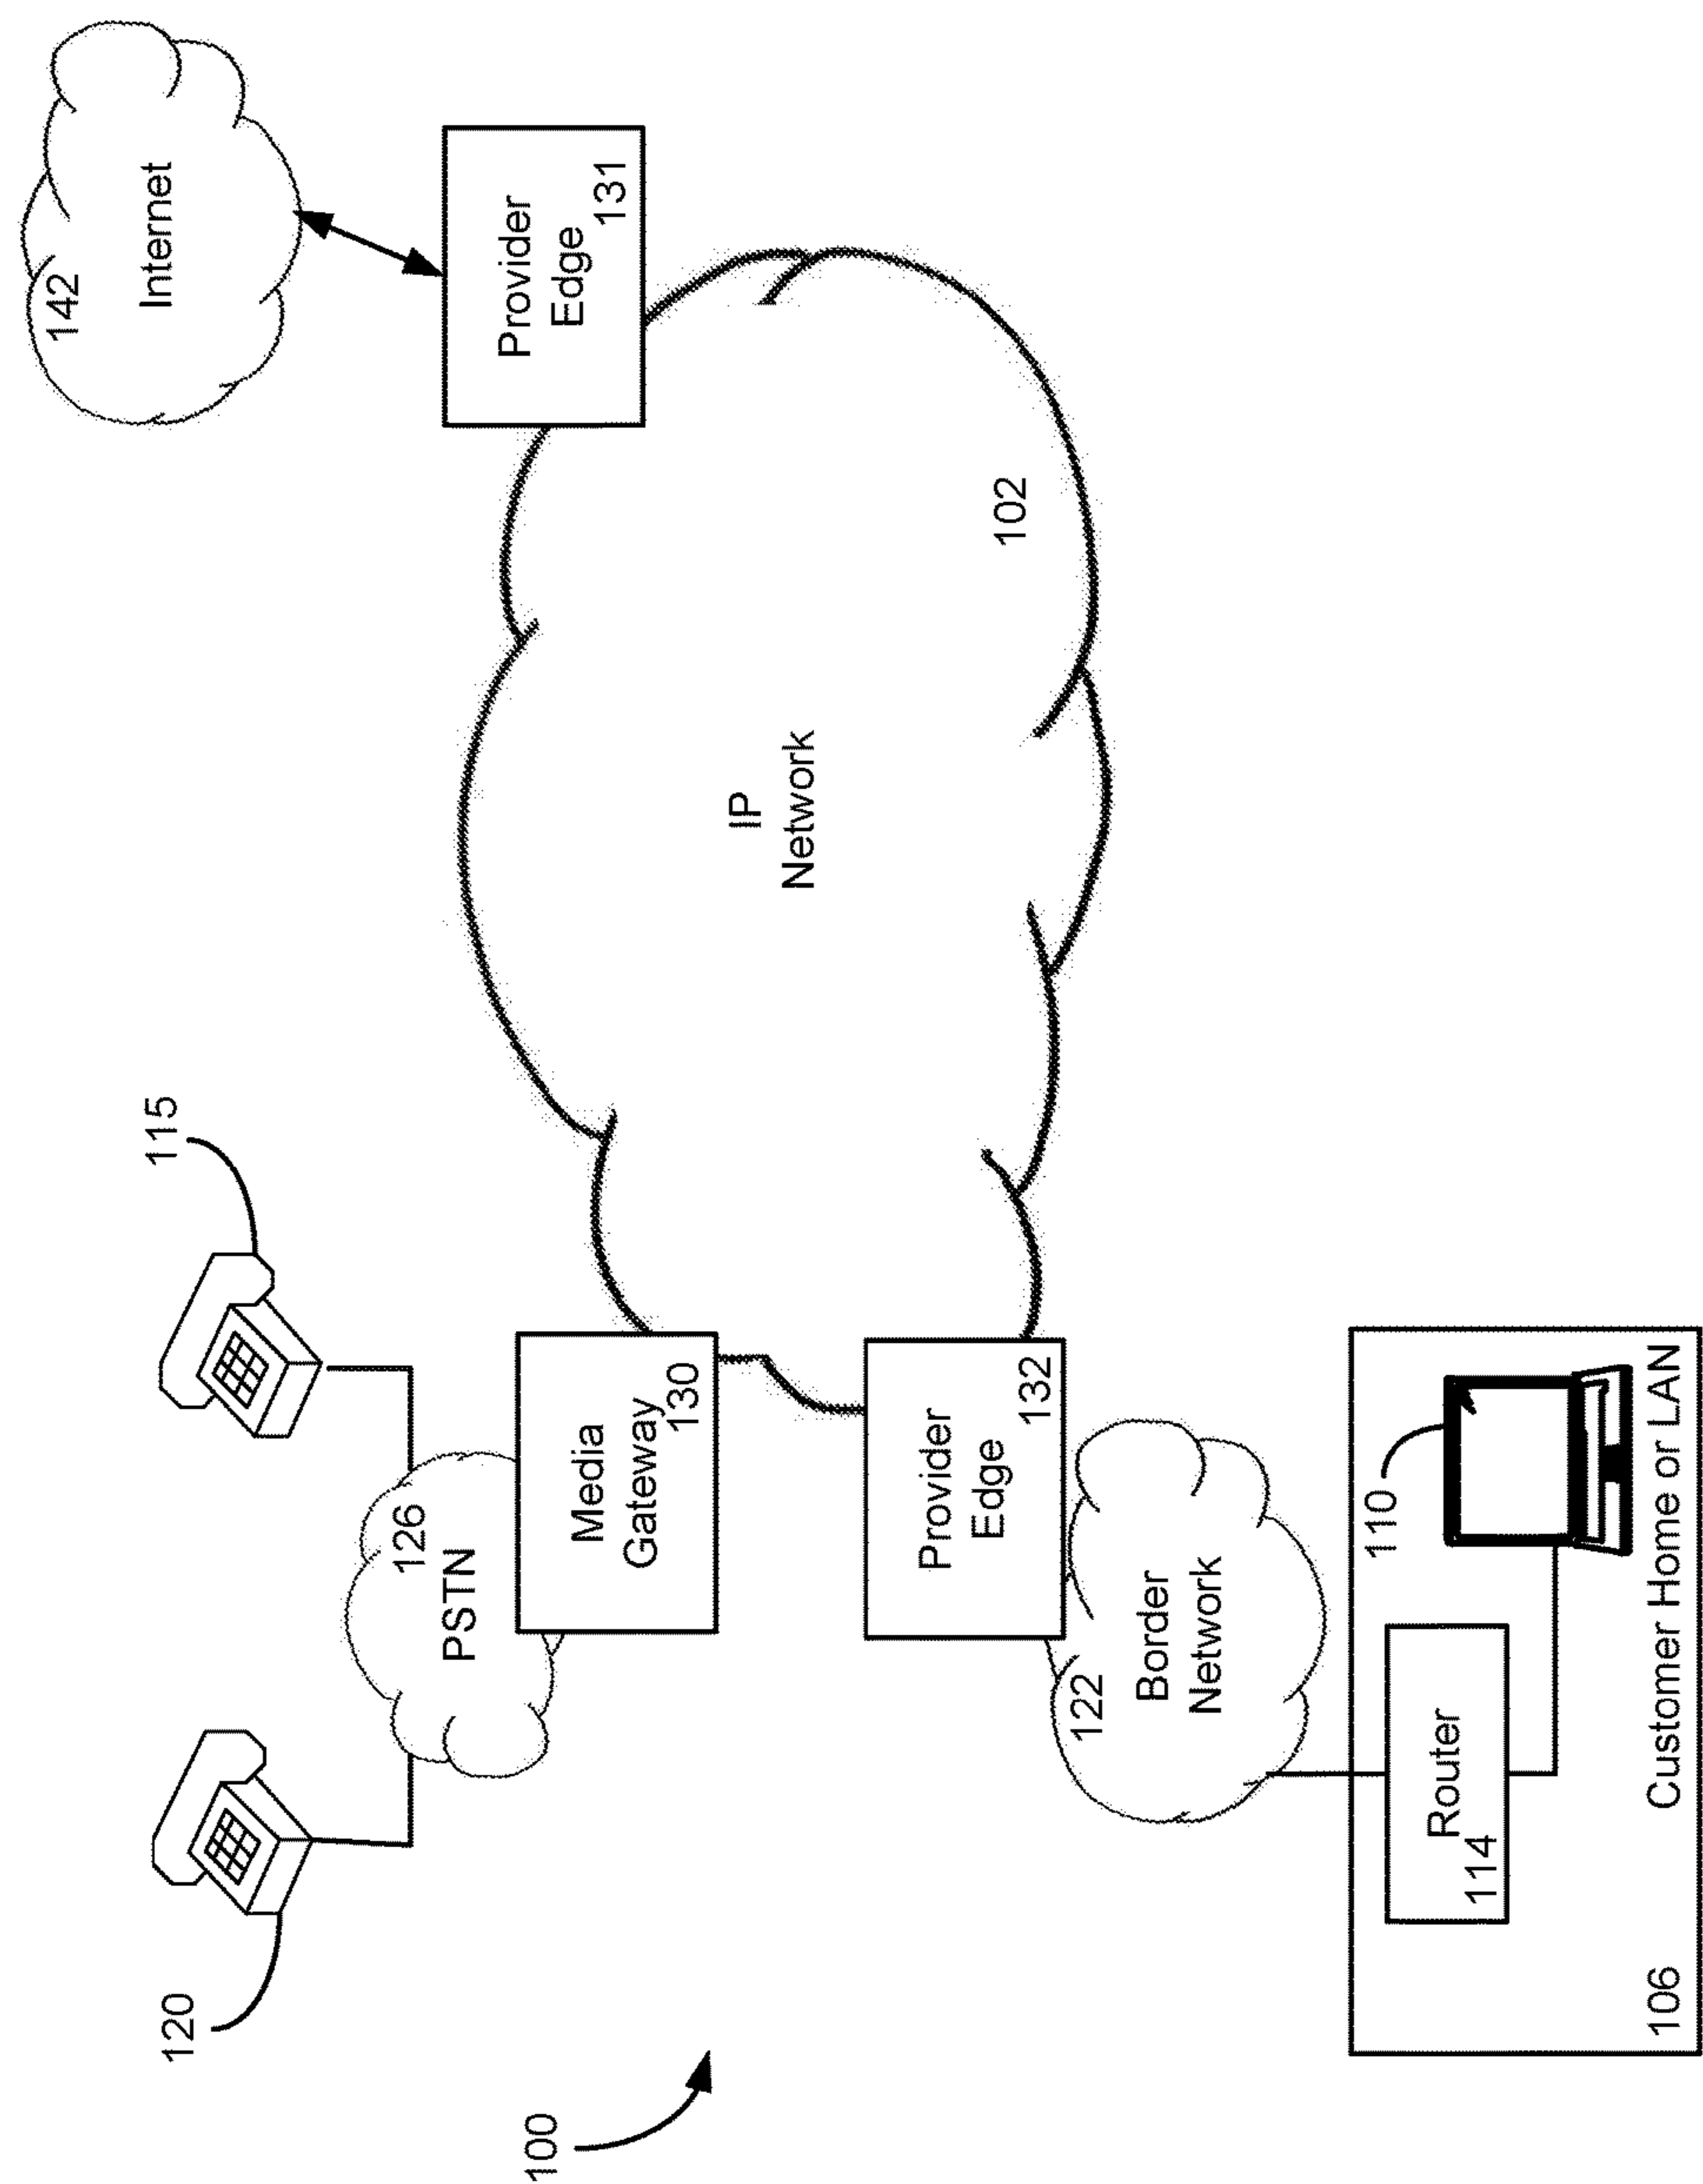 100
120
115
126
PSTN
142
Internet
Media
Gateway
130
Provider
Edge
131
IP
Network
102
Provider
Edge
132
122
Border
Network
110
Router
114
106
Customer Home or LAN